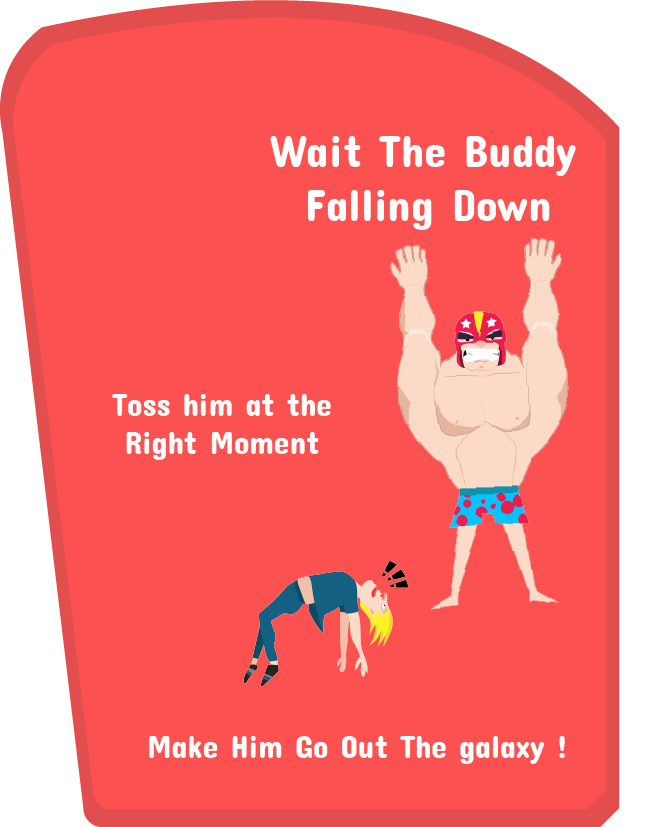 Wait The Buddy
Falling Down
Toss him at the
Right Moment
Make Him Go Out The galaxy !